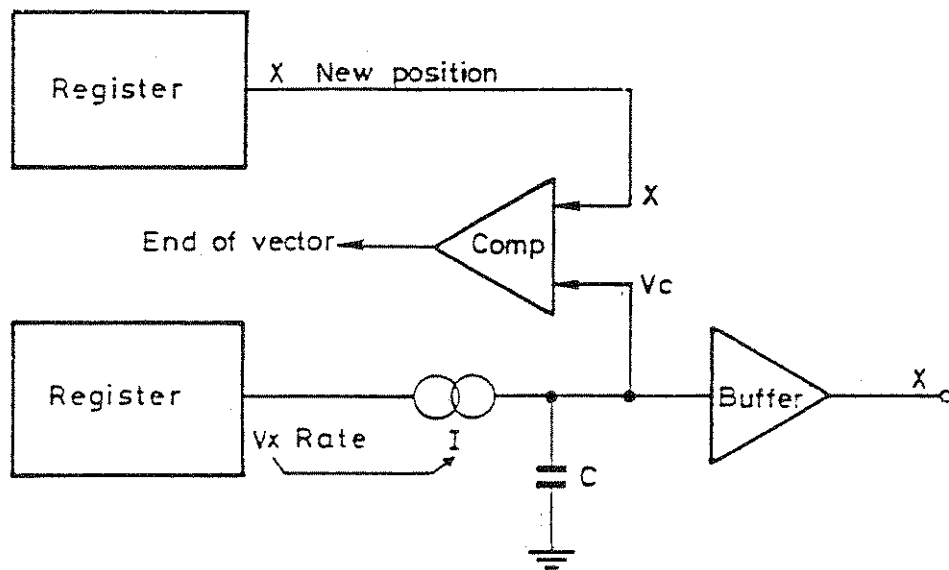 Register
X New position
X
End of vector
Comp
Vc
Register
Vx Rate
I
C
Buffer
X